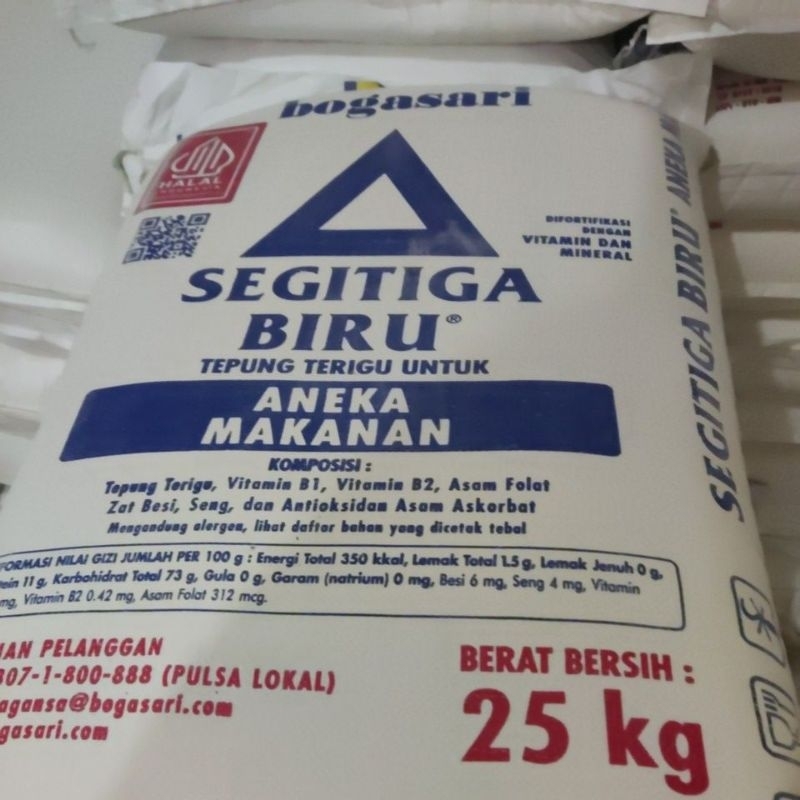 bogasari
HALAL
INDONESIA
DIFORTIFIKASI
DENGAN
VITAMIN DAN
MINERAL
SEGITIGA
BIRU®
TEPUNG TERIGU UNTUK
ANEKA
MAKANAN
KOMPOSISI :
Tepung Terigu, Vitamin B1, Vitamin B2, Asam Folat
Zat Besi, Seng, dan Antioksidan Asam Askorbat
Mengandung alergen, lihat daftar bahan yang dicetak tebal
FORMASI NILAI GIZI JUMLAH PER 100 g : Energi Total 350 kkal, Lemak Total 1.5 g, Lemak Jenuh 0 g,
tein 11 g, Karbohidrat Total 73 g, Gula 0 g, Garam (natrium) 0 mg, Besi 6 mg, Seng 4 mg, Vitamin
mg, Vitamin B2 0.42 mg, Asam Folat 312 mcg.
NAN PELANGGAN
807-1-800-888 (PULSA LOKAL)
agansa@bogasari.com
gasari.com
BERAT BERSIH :
25 kg
SEGITIGA BIRU® ANEKA